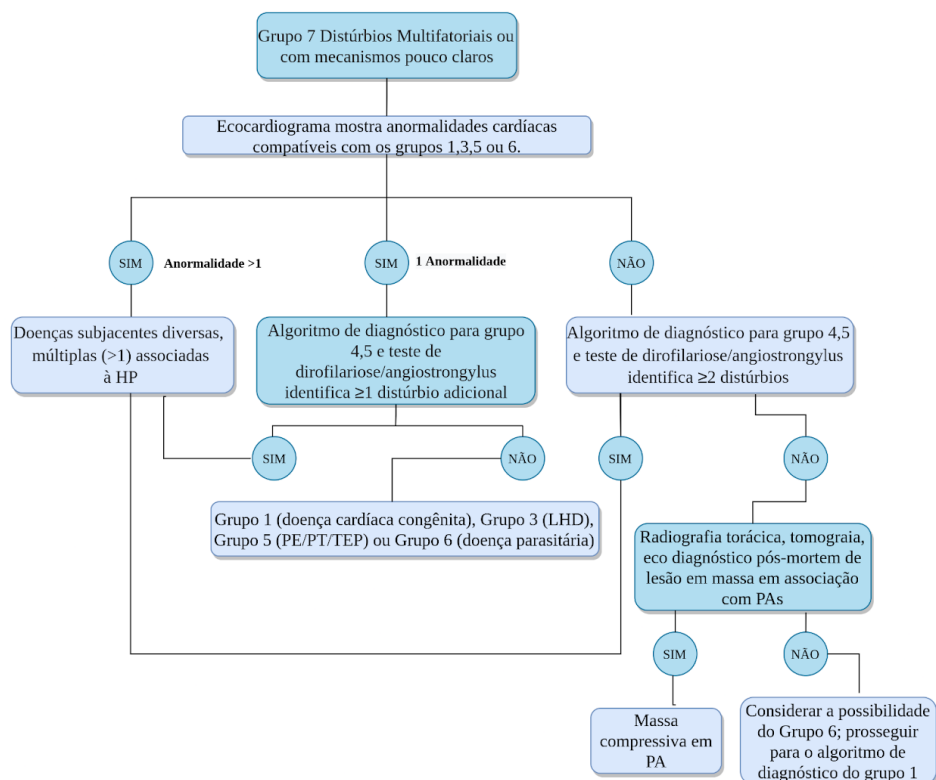 Grupo 7 Distúrbios Multifatoriais ou
com mecanismos pouco claros
Ecocardiograma mostra anormalidades cardíacas
compatíveis com os grupos 1,3,5 ou 6.
SIM
Anormalidade >1
SIM
1 Anormalidade
NÃO
Doenças subjacentes diversas,
múltiplas (>1) associadas
à HP
Algoritmo de diagnóstico para grupo
4,5 e teste de
dirofilariose/angiostrongylus
identifica ≥1 distúrbio adicional
Algoritmo de diagnóstico para grupo 4,5
e teste de dirofilariose/angiostrongylus
identifica ≥2 distúrbios
SIM
NÃO
SIM
NÃO
Grupo 1 (doença cardíaca congênita), Grupo 3 (LHD),
Grupo 5 (PE/PT/TEP) ou Grupo 6 (doença parasitária)
Radiografia torácica, tomograia,
eco diagnóstico pós-mortem de
lesão em massa em associação
com PAs
SIM
NÃO
Massa
compressiva em
PA
Considerar a possibilidade
do Grupo 6; prosseguir
para o algoritmo de
diagnóstico do grupo 1